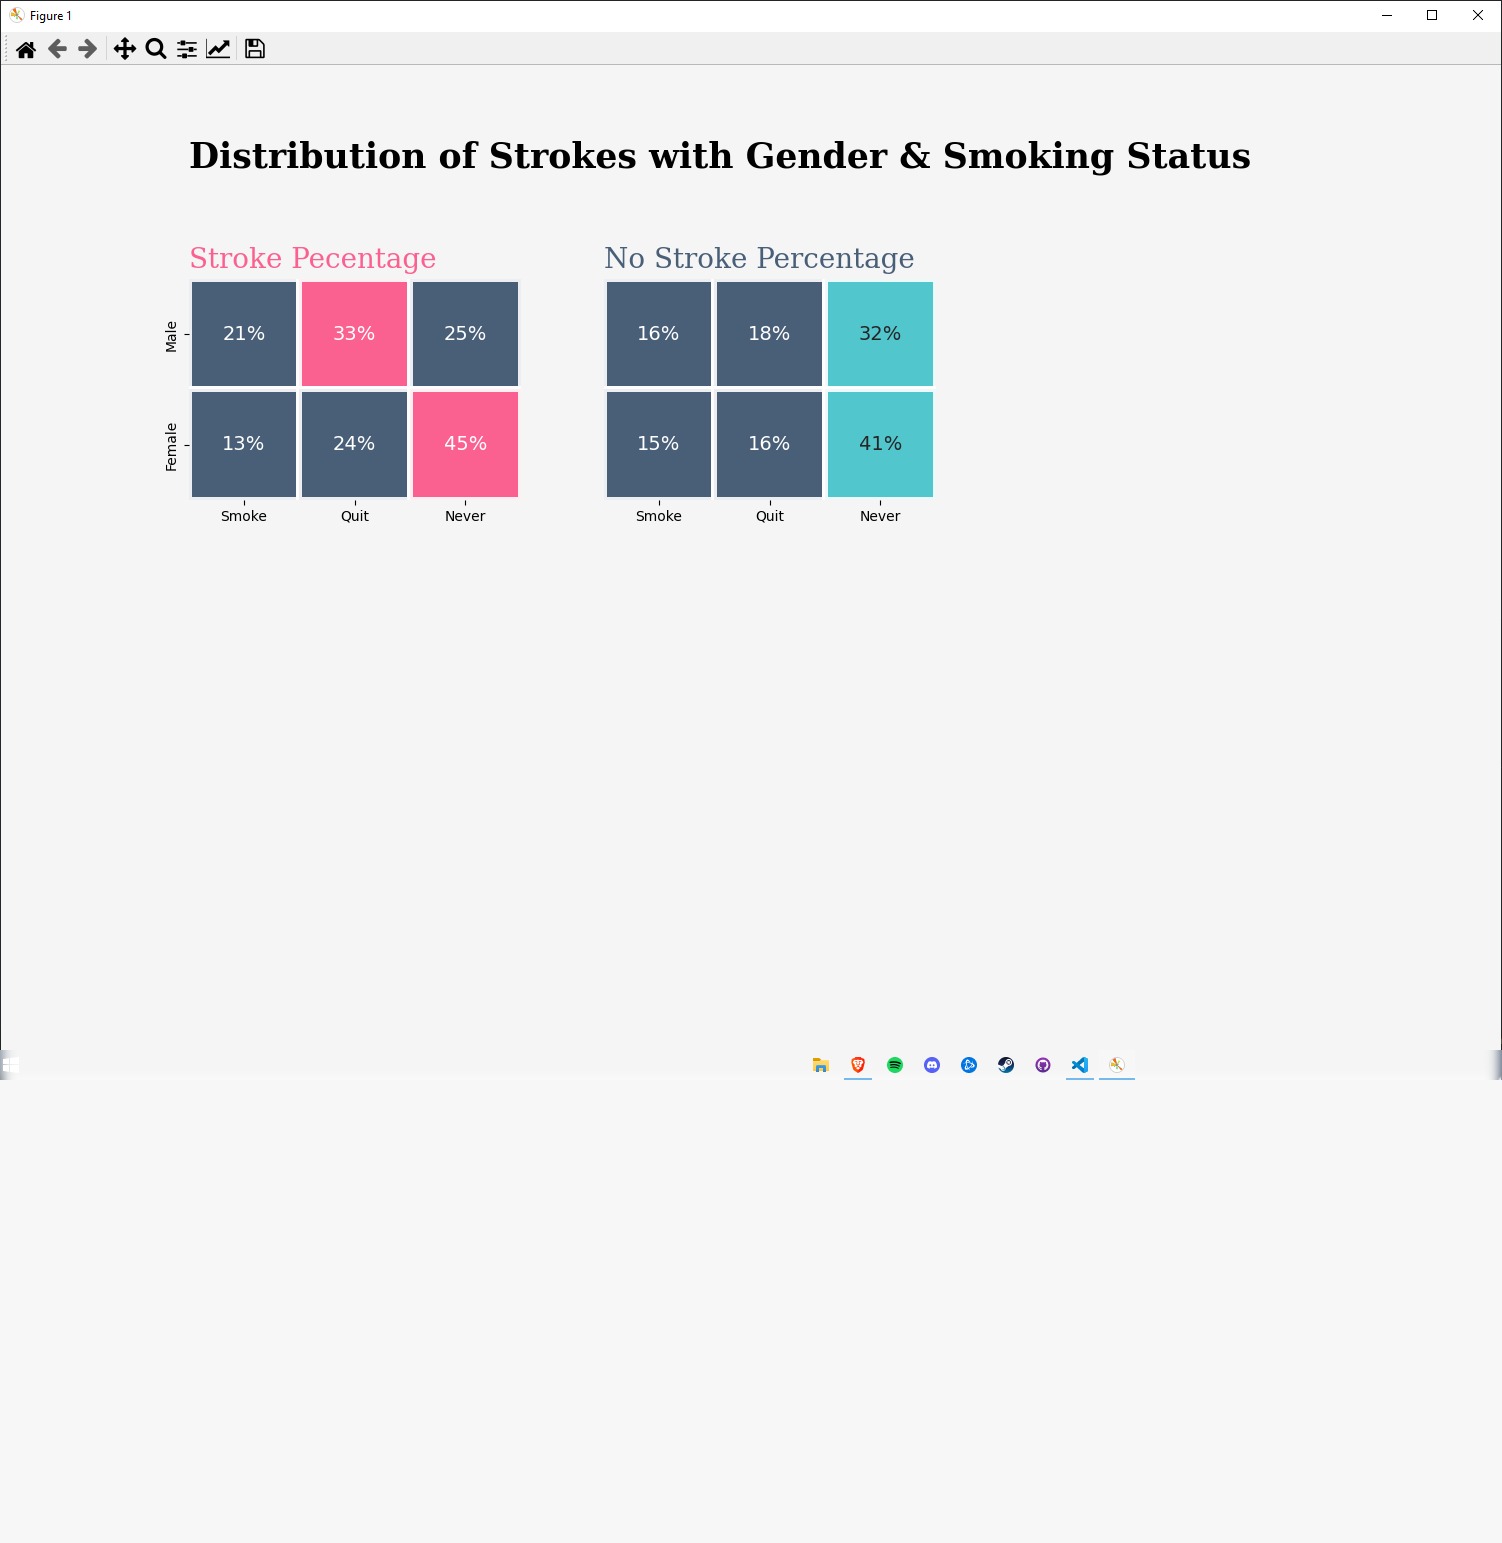 Figure 1
Distribution of Strokes with Gender & Smoking Status
Stroke Pecentage
No Stroke Percentage
Male
21%
33%
25%
16%
18%
32%
Female
13%
24%
45%
15%
16%
41%
Smoke
Quit
Never
Smoke
Quit
Never